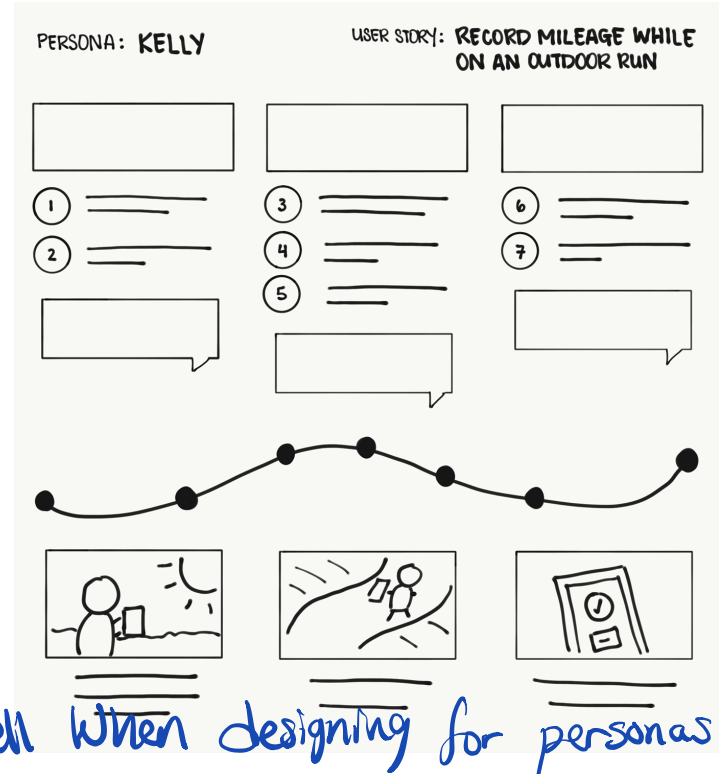 PERSONA: KELLY
USER STORY: RECORD MILEAGE WHILE
ON AN OUTDOOR RUN
1
3
6
2
4
7
5
when designing for personas